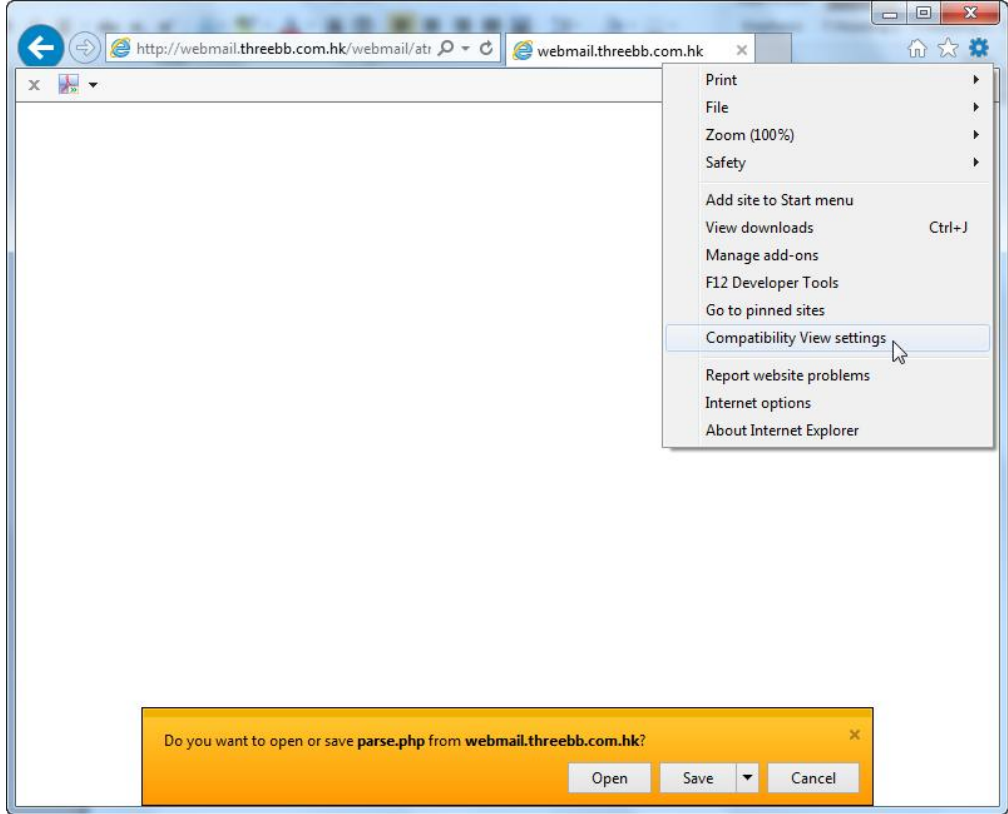 http://webmail.threebb.com.hk/webmail/atı
webmail.threebb.com.hk
Print
File
Zoom (100%)
Safety
Add site to Start menu
View downloads Ctrl+J
Manage add-ons
F12 Developer Tools
Go to pinned sites
Compatibility View settings
Report website problems
Internet options
About Internet Explorer
Do you want to open or save parse.php from webmail.threebb.com.hk?
Open Save Cancel